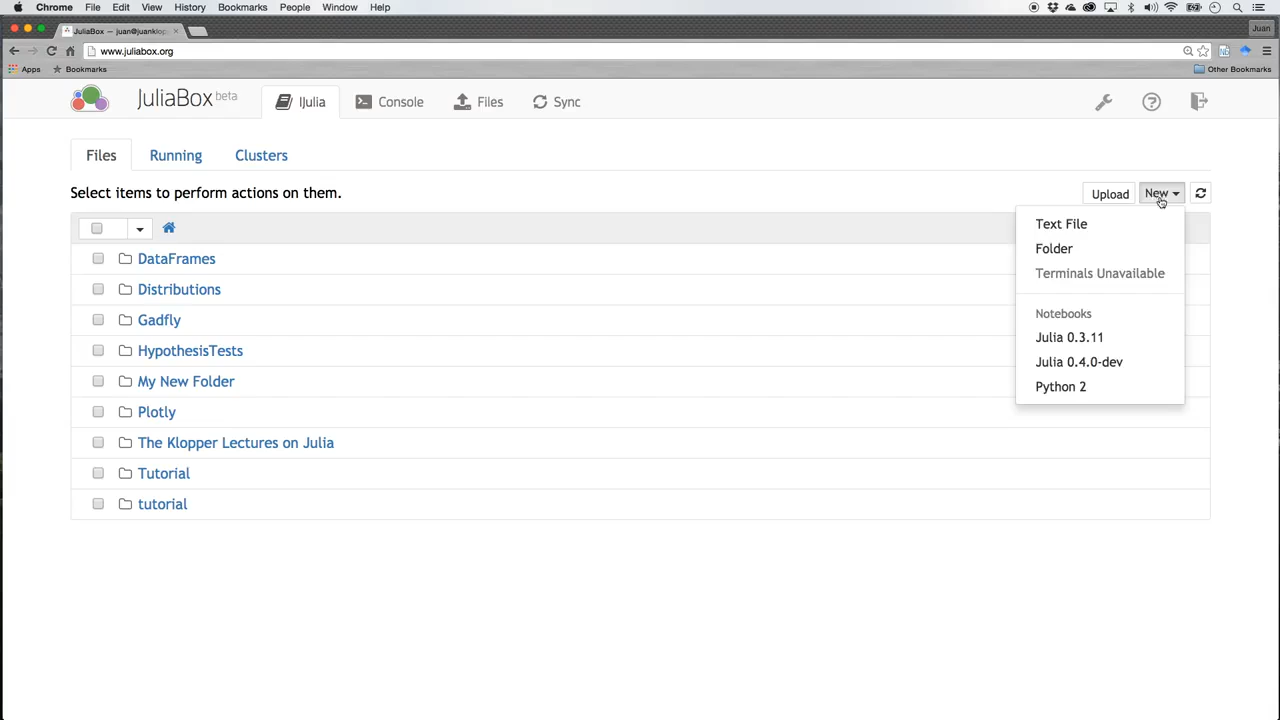 Chrome File Edit View History Bookmarks People Window Help
JuliaBox — juan@juanklop
Juan
www.juliabox.org
Apps Bookmarks Other Bookmarks
JuliaBox beta IJulia Console Files Sync
Files Running Clusters
Select items to perform actions on them.
Upload New
Text File
Folder
Terminals Unavailable
Notebooks
Julia 0.3.11
Julia 0.4.0-dev
Python 2
DataFrames
Distributions
Gadfly
HypothesisTests
My New Folder
Plotly
The Klopper Lectures on Julia
Tutorial
tutorial